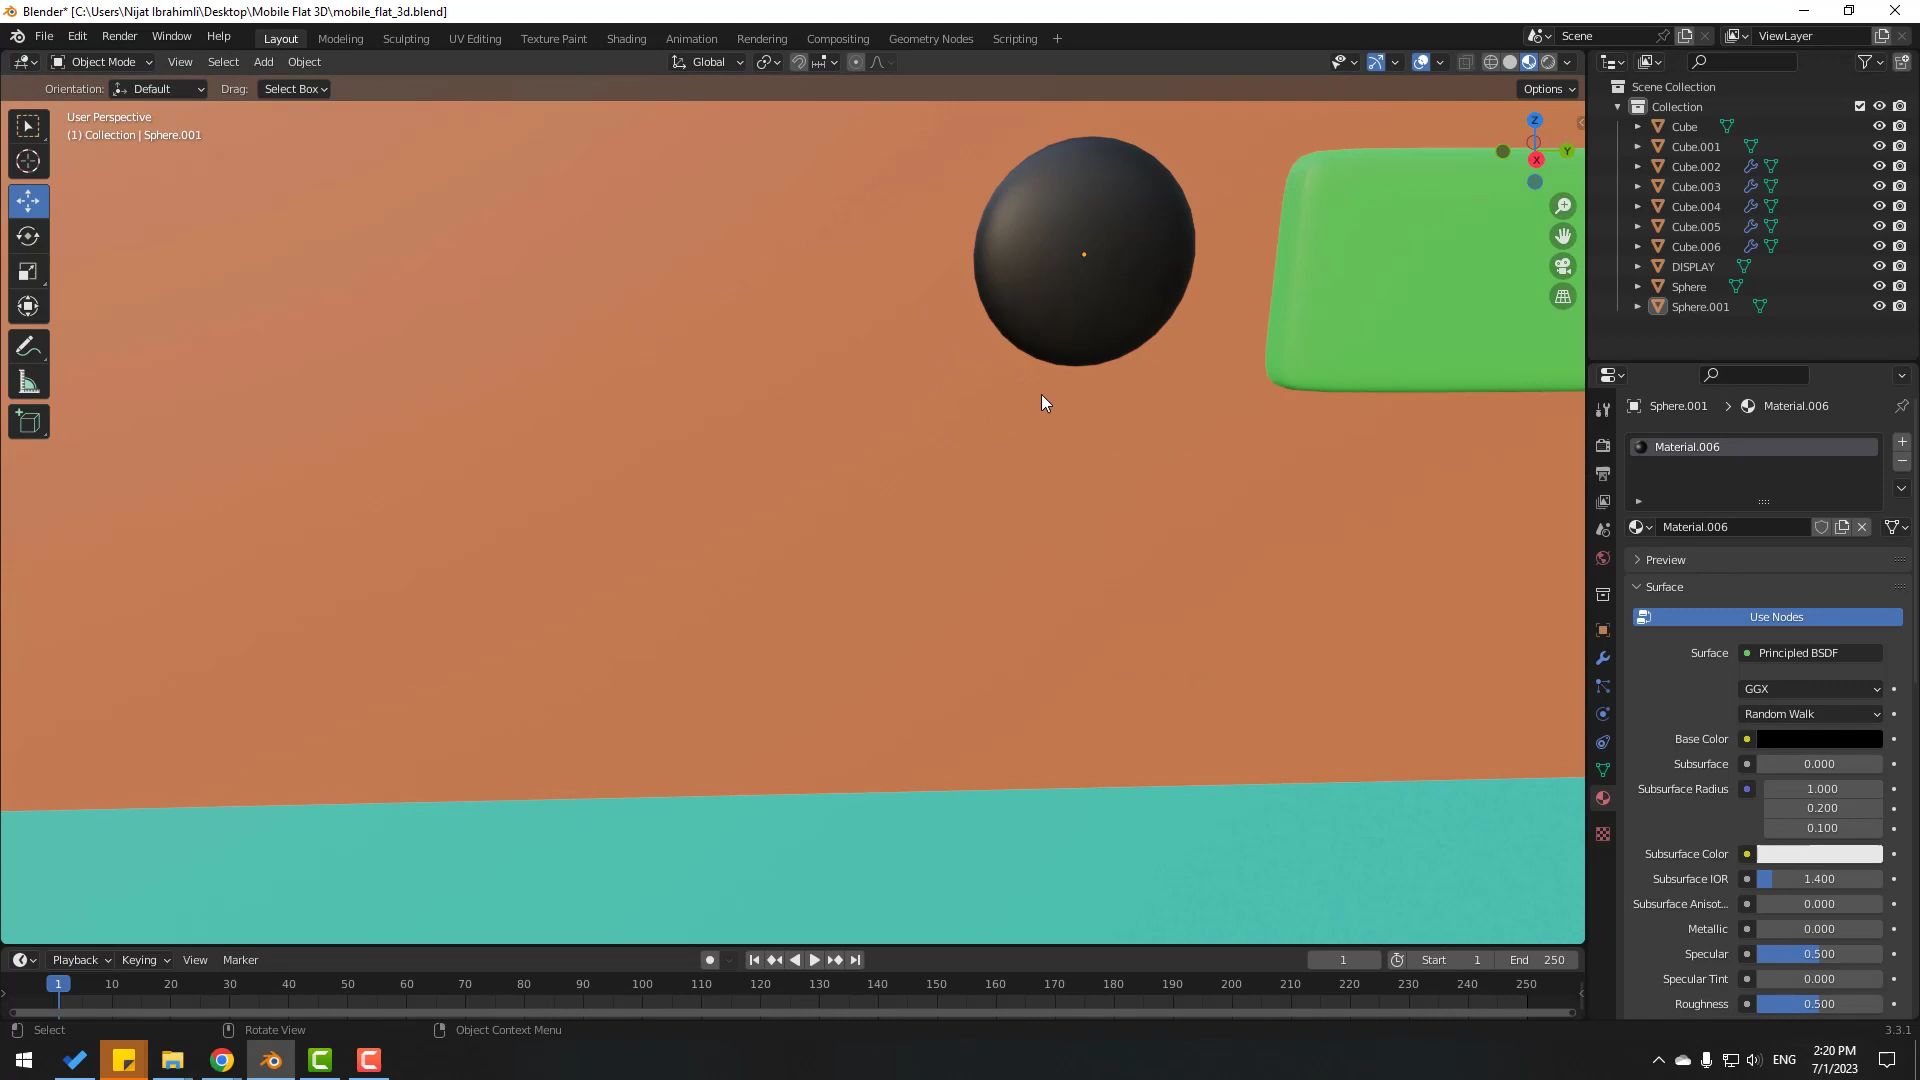 Blender* [C:\Users\Nijat Ibrahimli\Desktop\Mobile Flat 3D\mobile_flat_3d.blend]
File Edit Render Window Help Layout Modeling Sculpting UV Editing Texture Paint Shading Animation Rendering Compositing Geometry Nodes Scripting + Scene ViewLayer
Object Mode View Select Add Object Global
Orientation: Default Drag: Select Box Options
User Perspective
(1) Collection | Sphere.001
Z
Y
X
Scene Collection
Collection
Cube
Cube.001
Cube.002
Cube.003
Cube.004
Cube.005
Cube.006
DISPLAY
Sphere
Sphere.001
Sphere.001 > Material.006
Material.006
Material.006
Preview
Surface
Use Nodes
Surface Principled BSDF
GGX
Random Walk
Base Color
Subsurface 0.000
Subsurface Radius 1.000
0.200
0.100
Subsurface Color
Subsurface IOR 1.400
Subsurface Anisot... 0.000
Metallic 0.000
Specular 0.500
Specular Tint 0.000
Roughness 0.500
Playback Keying View Marker 1 Start 1 End 250
1 10 20 30 40 50 60 70 80 90 100 110 120 130 140 150 160 170 180 190 200 210 220 230 240 250
Select Rotate View Object Context Menu 3.3.1
ENG 2:20 PM
7/1/2023